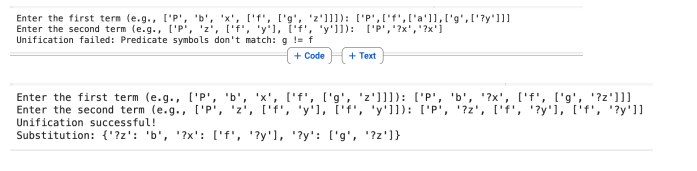 Enter the first term (e.g., ['P', 'b', 'x', ['f', ['g', 'z']]]): ['P',['f',['a']],['g',['?y']]]
Enter the second term (e.g., ['P', 'z', ['f', 'y'], ['f', 'y']]):  ['P','?x','?x']
Unification failed: Predicate symbols don't match: g != f
+ Code + Text
Enter the first term (e.g., ['P', 'b', 'x', ['f', ['g', 'z']]]): ['P', 'b', '?x', ['f', ['g', '?z']]]
Enter the second term (e.g., ['P', 'z', ['f', 'y'], ['f', 'y']]): ['P', '?z', ['f', '?y'], ['f', '?y']]
Unification successful!
Substitution: {'?z': 'b', '?x': ['f', '?y'], '?y': ['g', '?z']}